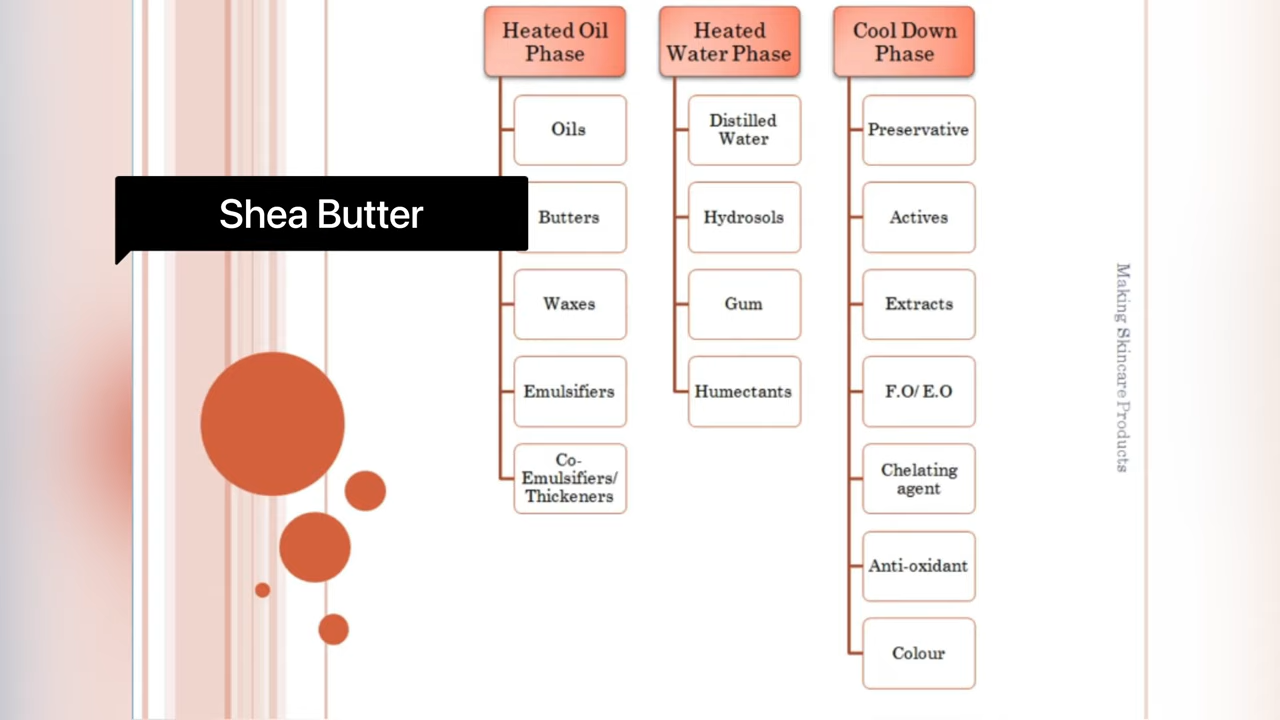 Heated Oil
Phase
Oils
Shea Butter
Butters
Waxes
Emulsifiers
Co-
Emulsifiers/
Thickeners
Heated
Water Phase
Distilled
Water
Hydrosols
Gum
Humectants
Cool Down
Phase
Preservative
Actives
Extracts
F.O/ E.O
Chelating
agent
Anti-oxidant
Colour
Making Skincare Products